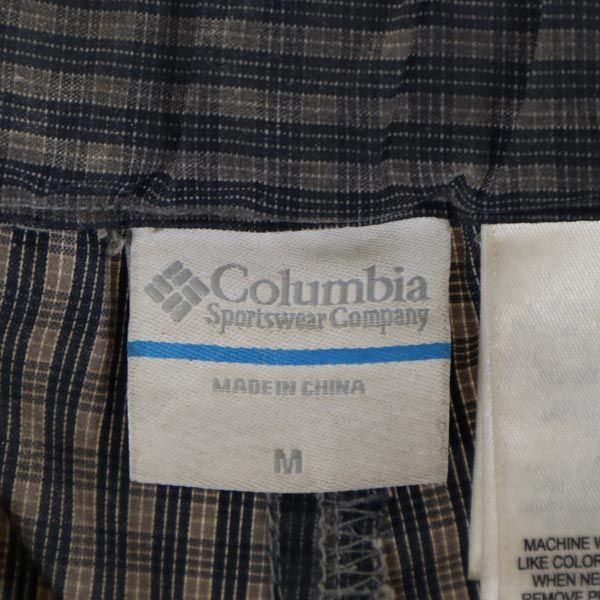 Columbia
Sportswear Company
MADE IN CHINA
M
MACHINE
LIKE COLOR
WHEN NE
REMOVE